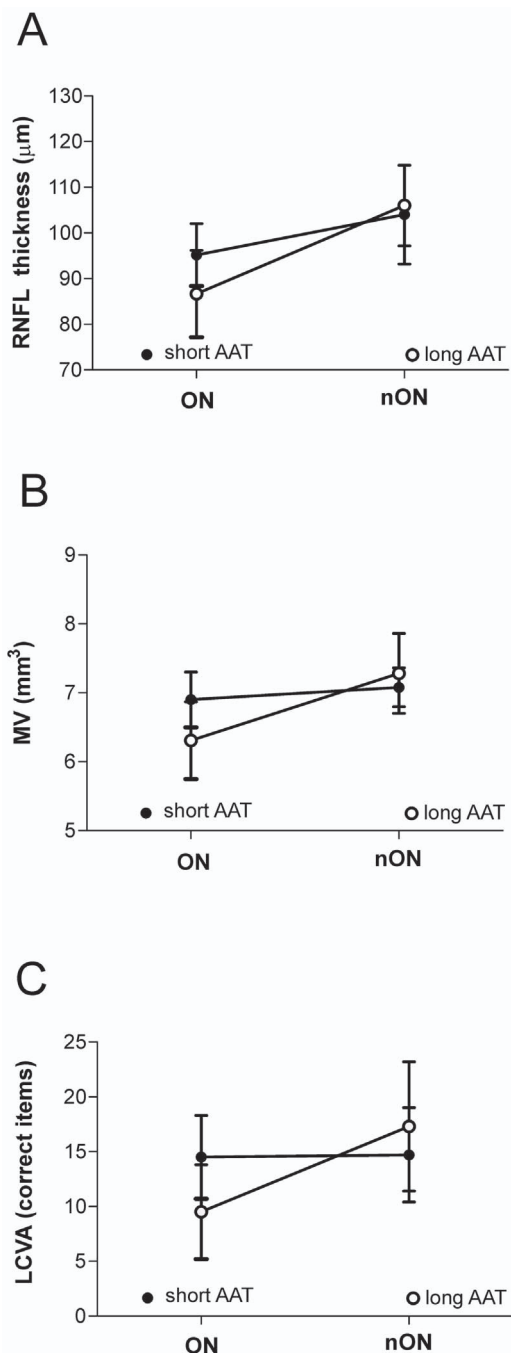 A
RNFL thickness (μm)
130
120
110
100
90
80
70
short AAT
long AAT
ON
nON
B
MV (mm³)
9
8
7
6
5
short AAT
long AAT
ON
nON
C
LCVA (correct items)
25
20
15
10
5
0
short AAT
long AAT
ON
nON